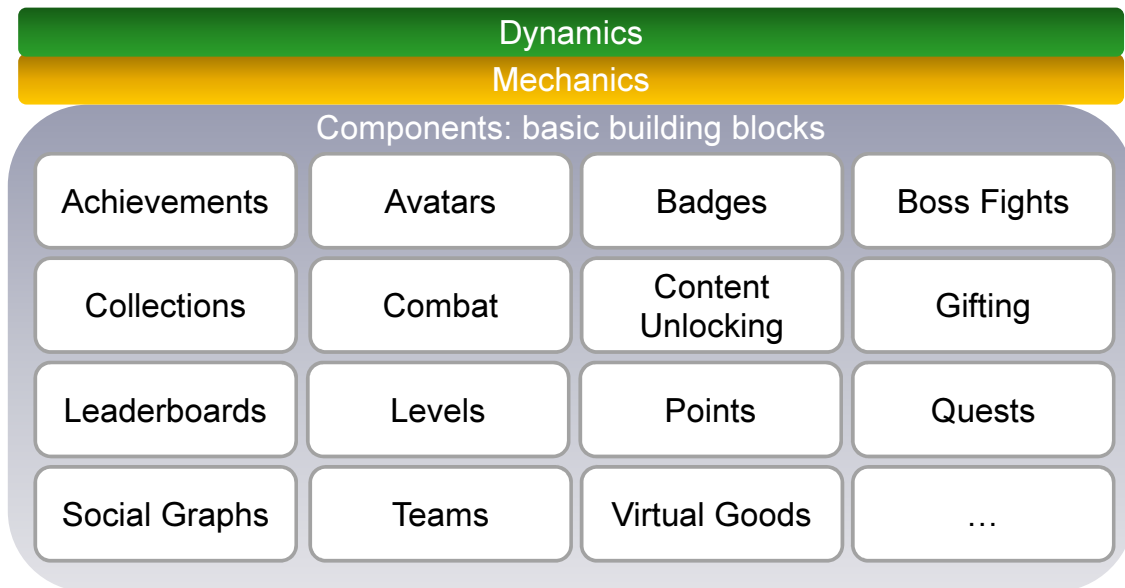 Dynamics
Mechanics
Components: basic building blocks
Achievements
Avatars
Badges
Boss Fights
Collections
Combat
Content
Unlocking
Gifting
Leaderboards
Levels
Points
Quests
Social Graphs
Teams
Virtual Goods
…